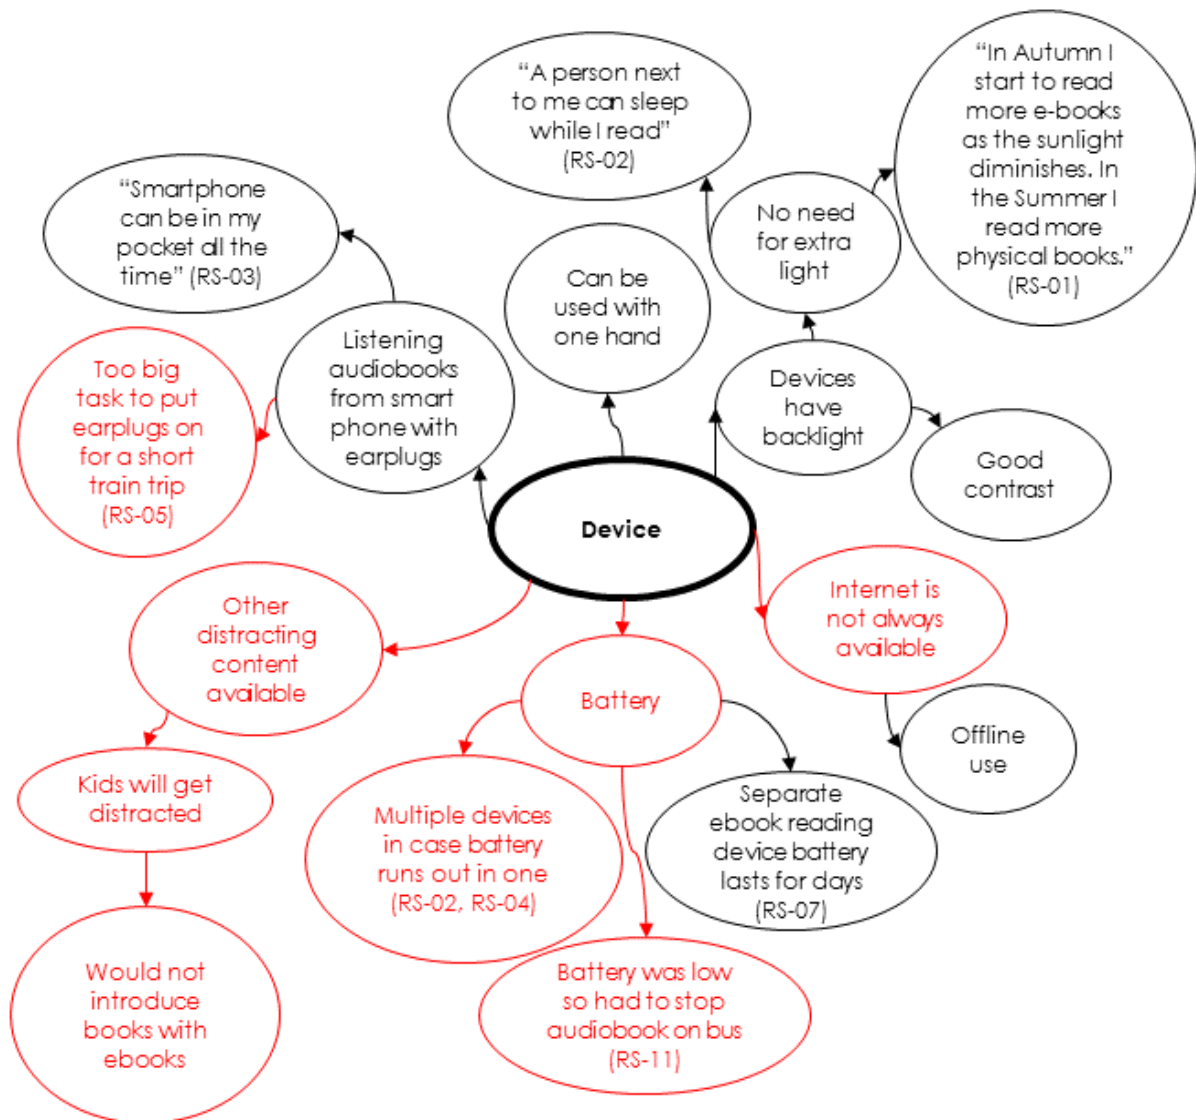 “A person next
to me can sleep
while I read”
(RS-02)
“In Autumn I
start to read
more e-books
as the sunlight
diminishes. In
the Summer I
read more
physical books.”
(RS-01)
“Smartphone
can be in my
pocket all the
time” (RS-03)
No need
for extra
light
Can be
used with
one hand
Listening
audiobooks
from smart
phone with
earplugs
Too big
task to put
earplugs on
for a short
train trip
(RS-05)
Devices
have
backlight
Good
contrast
Device
Other
distracting
content
available
Internet is
not always
available
Battery
Offline
use
Kids will get
distracted
Multiple devices
in case battery
runs out in one
(RS-02, RS-04)
Separate
ebook reading
device battery
lasts for days
(RS-07)
Would not
introduce
books with
ebooks
Battery was low
so had to stop
audiobook on bus
(RS-11)